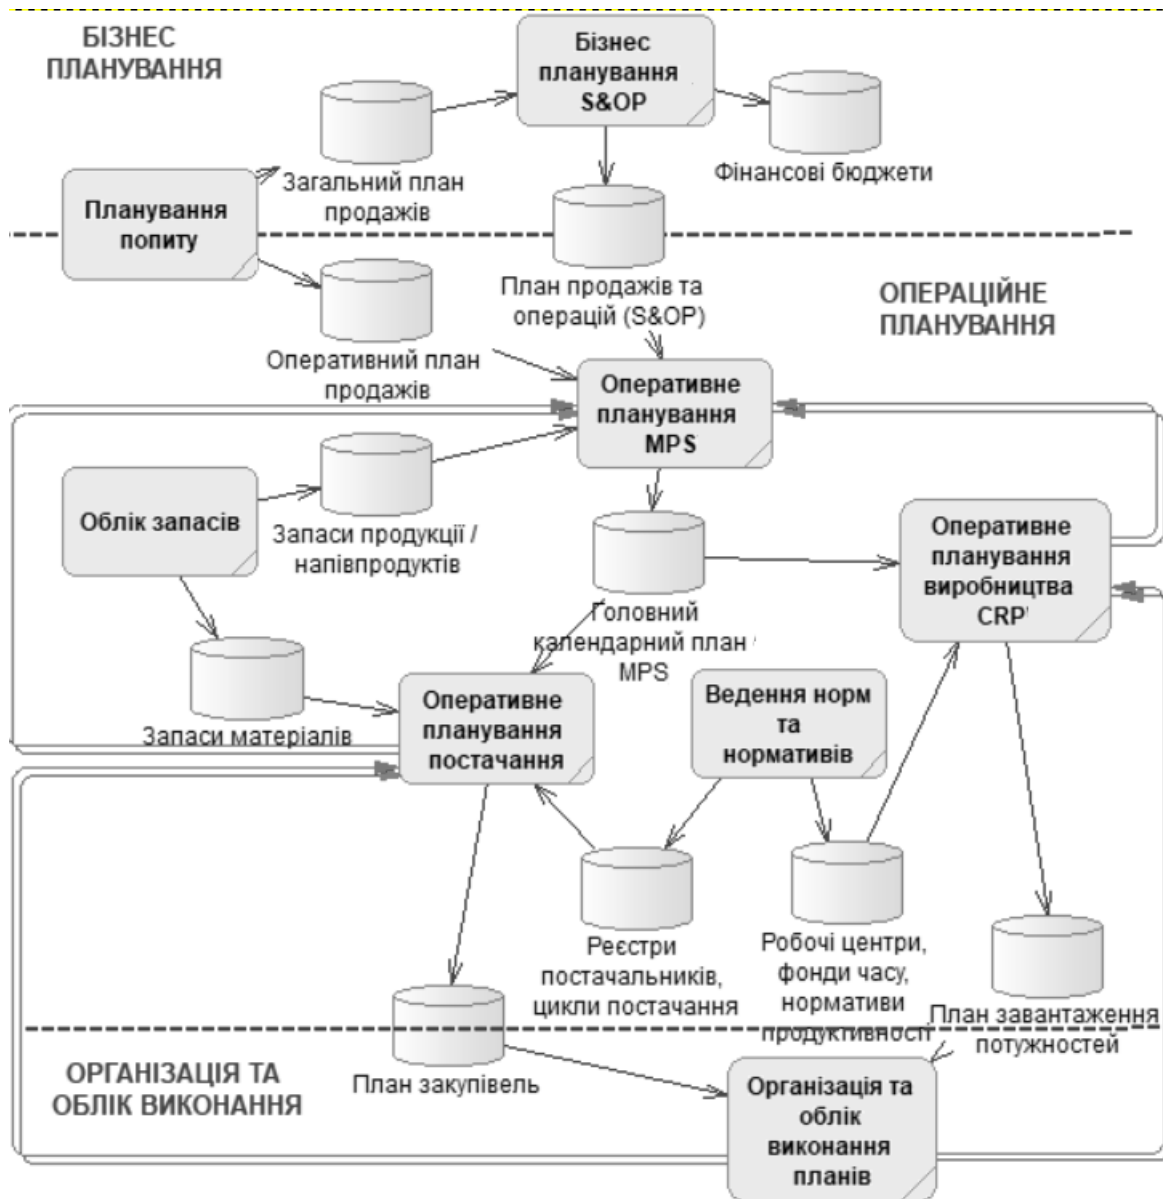 БІЗНЕС
ПЛАНУВАННЯ
Бізнес
планування
S&OP
Загальний план
продажів
Фінансові бюджети
Планування
попиту
План продажів та
операцій (S&OP)
ОПЕРАЦІЙНЕ
ПЛАНУВАННЯ
Оперативний план
продажів
Оперативне
планування
MPS
Облік запасів
Запаси продукції /
напівпродуктів
Оперативне
планування
виробництва
CRP
Головний
календарний план /
MPS
Запаси матеріалів
Оперативне
планування
постачання
Ведення норм
та
нормативів
Реєстри
постачальників,
цикли постачання
Робочі центри,
фонди часу,
нормативи
продуктивності
План завантаження
потужностей
План закупівель
ОРГАНІЗАЦІЯ ТА
ОБЛІК ВИКОНАННЯ
Організація та
облік
виконання
планів